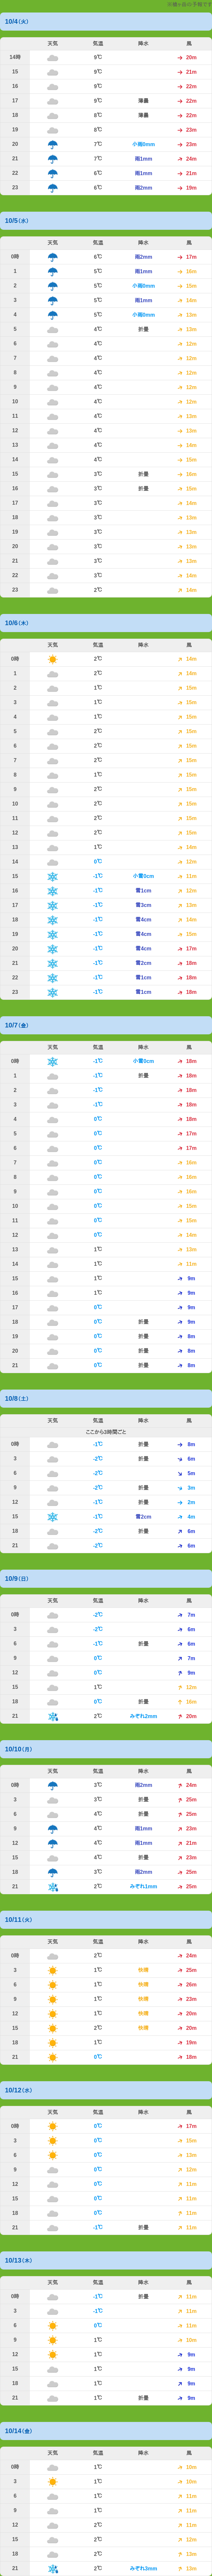 10/4(火)
天気 気温 降水 風
14時 9℃ 20m
15 9℃ 21m
16 9℃ 22m
17 9℃ 薄曇 22m
18 8℃ 薄曇 22m
19 8℃ 23m
20 7℃ 小雨0mm 23m
21 7℃ 雨1mm 24m
22 6℃ 雨1mm 21m
23 6℃ 雨2mm 19m
10/5(水)
天気 気温 降水 風
0時 6℃ 雨2mm 17m
1 5℃ 雨1mm 16m
2 5℃ 小雨0mm 15m
3 5℃ 雨1mm 14m
4 5℃ 小雨0mm 13m
5 4℃ 折曇 13m
6 4℃ 12m
7 4℃ 12m
8 4℃ 12m
9 4℃ 12m
10 4℃ 12m
11 4℃ 13m
12 4℃ 13m
13 4℃ 14m
14 4℃ 15m
15 3℃ 折曇 16m
16 3℃ 折曇 15m
17 3℃ 14m
18 3℃ 13m
19 3℃ 13m
20 3℃ 13m
21 3℃ 13m
22 3℃ 14m
23 2℃ 14m
10/6(木)
天気 気温 降水 風
0時 2℃ 14m
1 2℃ 14m
2 1℃ 15m
3 1℃ 15m
4 1℃ 15m
5 2℃ 15m
6 2℃ 15m
7 2℃ 15m
8 1℃ 15m
9 2℃ 15m
10 2℃ 15m
11 2℃ 15m
12 2℃ 15m
13 1℃ 14m
14 0℃ 12m
15 -1℃ 小雪0cm 11m
16 -1℃ 雪1cm 12m
17 -1℃ 雪3cm 13m
18 -1℃ 雪4cm 14m
19 -1℃ 雪4cm 15m
20 -1℃ 雪4cm 17m
21 -1℃ 雪2cm 18m
22 -1℃ 雪1cm 18m
23 -1℃ 雪1cm 18m
10/7(金)
天気 気温 降水 風
0時 -1℃ 小雪0cm 18m
1 -1℃ 折曇 18m
2 -1℃ 18m
3 -1℃ 18m
4 0℃ 18m
5 0℃ 17m
6 0℃ 17m
7 0℃ 16m
8 0℃ 16m
9 0℃ 16m
10 0℃ 15m
11 0℃ 15m
12 0℃ 14m
13 1℃ 13m
14 1℃ 11m
15 1℃ 9m
16 1℃ 9m
17 0℃ 9m
18 0℃ 折曇 9m
19 0℃ 折曇 8m
20 0℃ 折曇 8m
21 0℃ 折曇 8m
10/8(土)
天気 気温 降水 風
ここから3時間ごと
0時 -1℃ 折曇 8m
3 -2℃ 折曇 6m
6 -2℃ 5m
9 -2℃ 折曇 3m
12 -1℃ 折曇 2m
15 -1℃ 雪2cm 4m
18 -2℃ 折曇 6m
21 -2℃ 6m
10/9(日)
天気 気温 降水 風
0時 -2℃ 7m
3 -2℃ 6m
6 -1℃ 折曇 6m
9 0℃ 7m
12 0℃ 9m
15 1℃ 12m
18 0℃ 折曇 16m
21 2℃ みぞれ2mm 20m
10/10(月)
天気 気温 降水 風
0時 3℃ 雨2mm 24m
3 3℃ 折曇 25m
6 4℃ 折曇 25m
9 4℃ 雨1mm 23m
12 4℃ 雨1mm 21m
15 4℃ 折曇 23m
18 3℃ 雨2mm 25m
21 2℃ みぞれ1mm 25m
10/11(火)
天気 気温 降水 風
0時 2℃ 24m
3 1℃ 快晴 25m
6 1℃ 快晴 26m
9 1℃ 快晴 23m
12 1℃ 快晴 20m
15 2℃ 快晴 20m
18 1℃ 19m
21 0℃ 18m
10/12(水)
天気 気温 降水 風
0時 0℃ 17m
3 0℃ 15m
6 0℃ 13m
9 0℃ 12m
12 0℃ 11m
15 0℃ 11m
18 0℃ 11m
21 -1℃ 折曇 11m
10/13(木)
天気 気温 降水 風
0時 -1℃ 折曇 11m
3 -1℃ 11m
6 0℃ 11m
9 1℃ 10m
12 1℃ 9m
15 1℃ 9m
18 1℃ 9m
21 1℃ 折曇 9m
10/14(金)
天気 気温 降水 風
0時 1℃ 10m
3 1℃ 10m
6 1℃ 11m
9 1℃ 11m
12 2℃ 11m
15 2℃ 12m
18 2℃ 13m
21 2℃ みぞれ3mm 13m